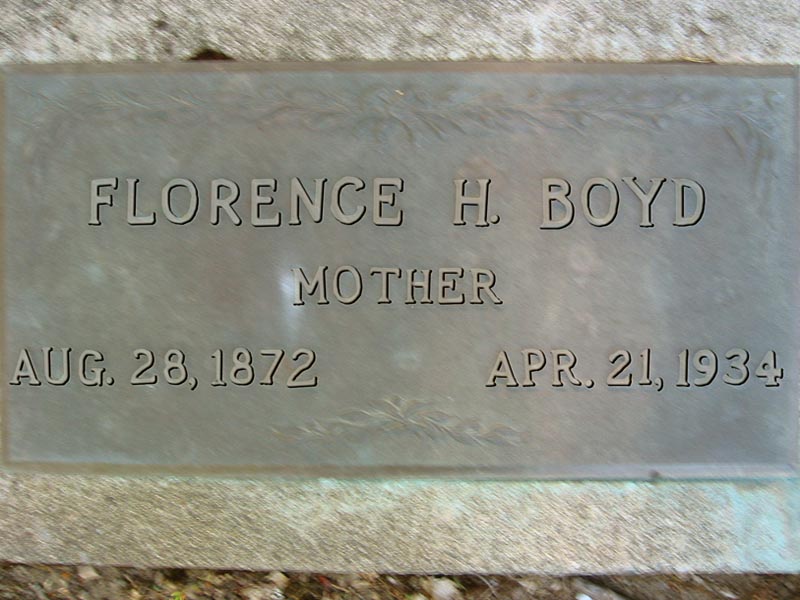 FLORENCE H. BOYD
MOTHER
AUG. 28, 1872 APR. 21, 1934